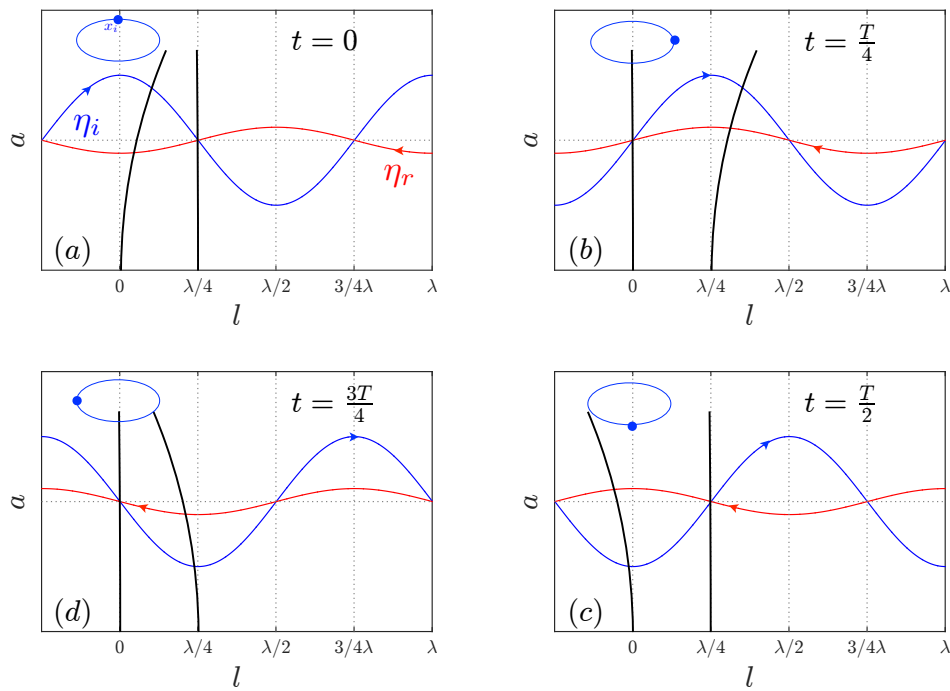 x_i
t = 0
η_i
η_r
a
(a)
0 λ/4 λ/2 3/4λ λ
l
t = T/4
a
(b)
0 λ/4 λ/2 3/4λ λ
l
t = 3T/4
a
(d)
0 λ/4 λ/2 3/4λ λ
l
t = T/2
a
(c)
0 λ/4 λ/2 3/4λ λ
l